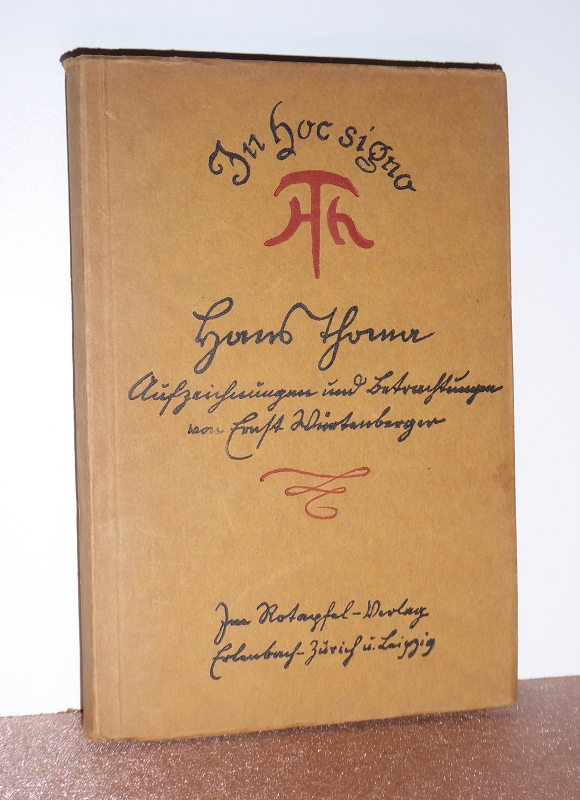 In hoc signo
HTh
Hans Thoma
Aufzeichnungen und Betrachtungen
von Ernst Würtenberger
Im Rotapfel-Verlag
Erlenbach-Zürich u. Leipzig